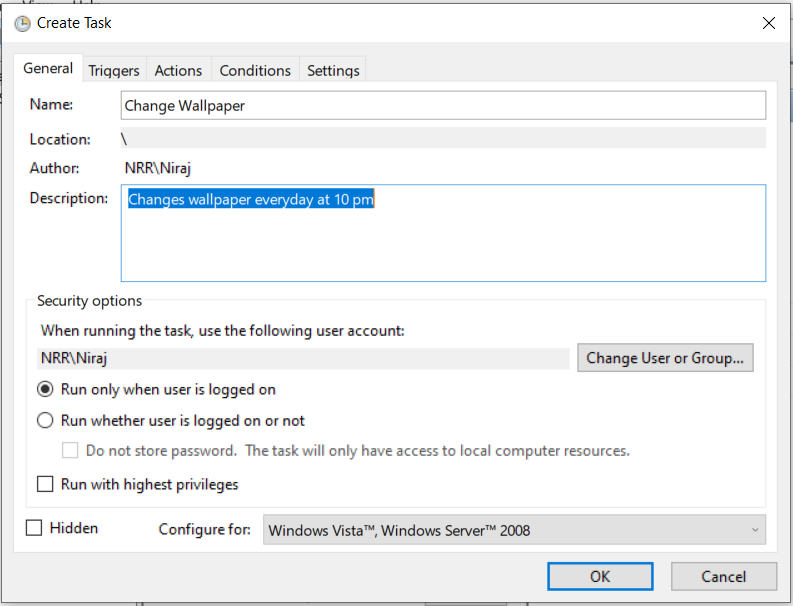 Create Task
General Triggers Actions Conditions Settings
Name: Change Wallpaper
Location: \
Author: NRR\Niraj
Description: Changes wallpaper everyday at 10 pm
Security options
When running the task, use the following user account:
NRR\Niraj Change User or Group...
Run only when user is logged on
Run whether user is logged on or not
Do not store password. The task will only have access to local computer resources.
Run with highest privileges
Hidden Configure for: Windows Vista™, Windows Server™ 2008
OK Cancel